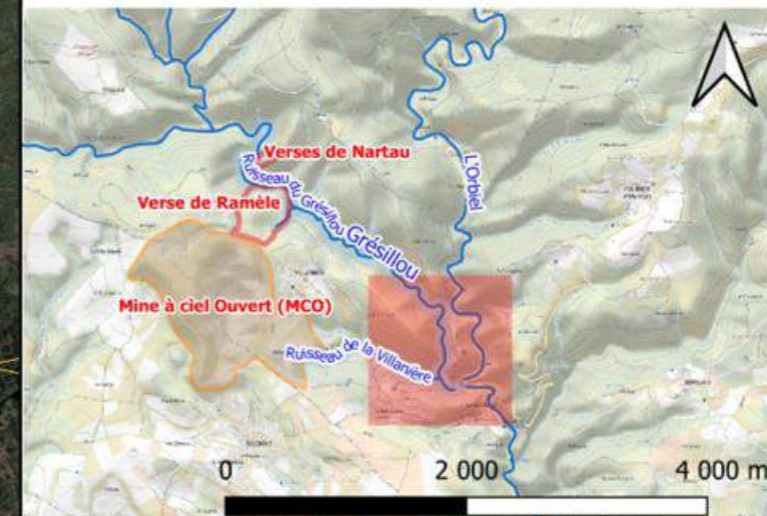 Verses de Nartau
L'Orbiel
Ruisseau du Grésillou
Grésillou
Verse de Ramèle
Mine à ciel Ouvert (MCO)
Ruisseau de la Villanière
0 2 000 4 000 m